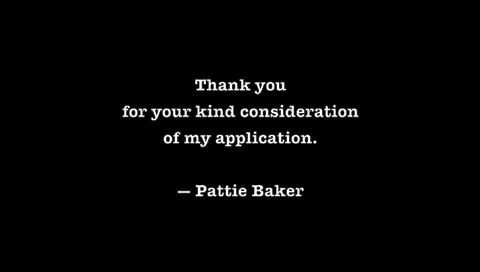 Thank you
for your kind consideration
of my application.
— Pattie Baker